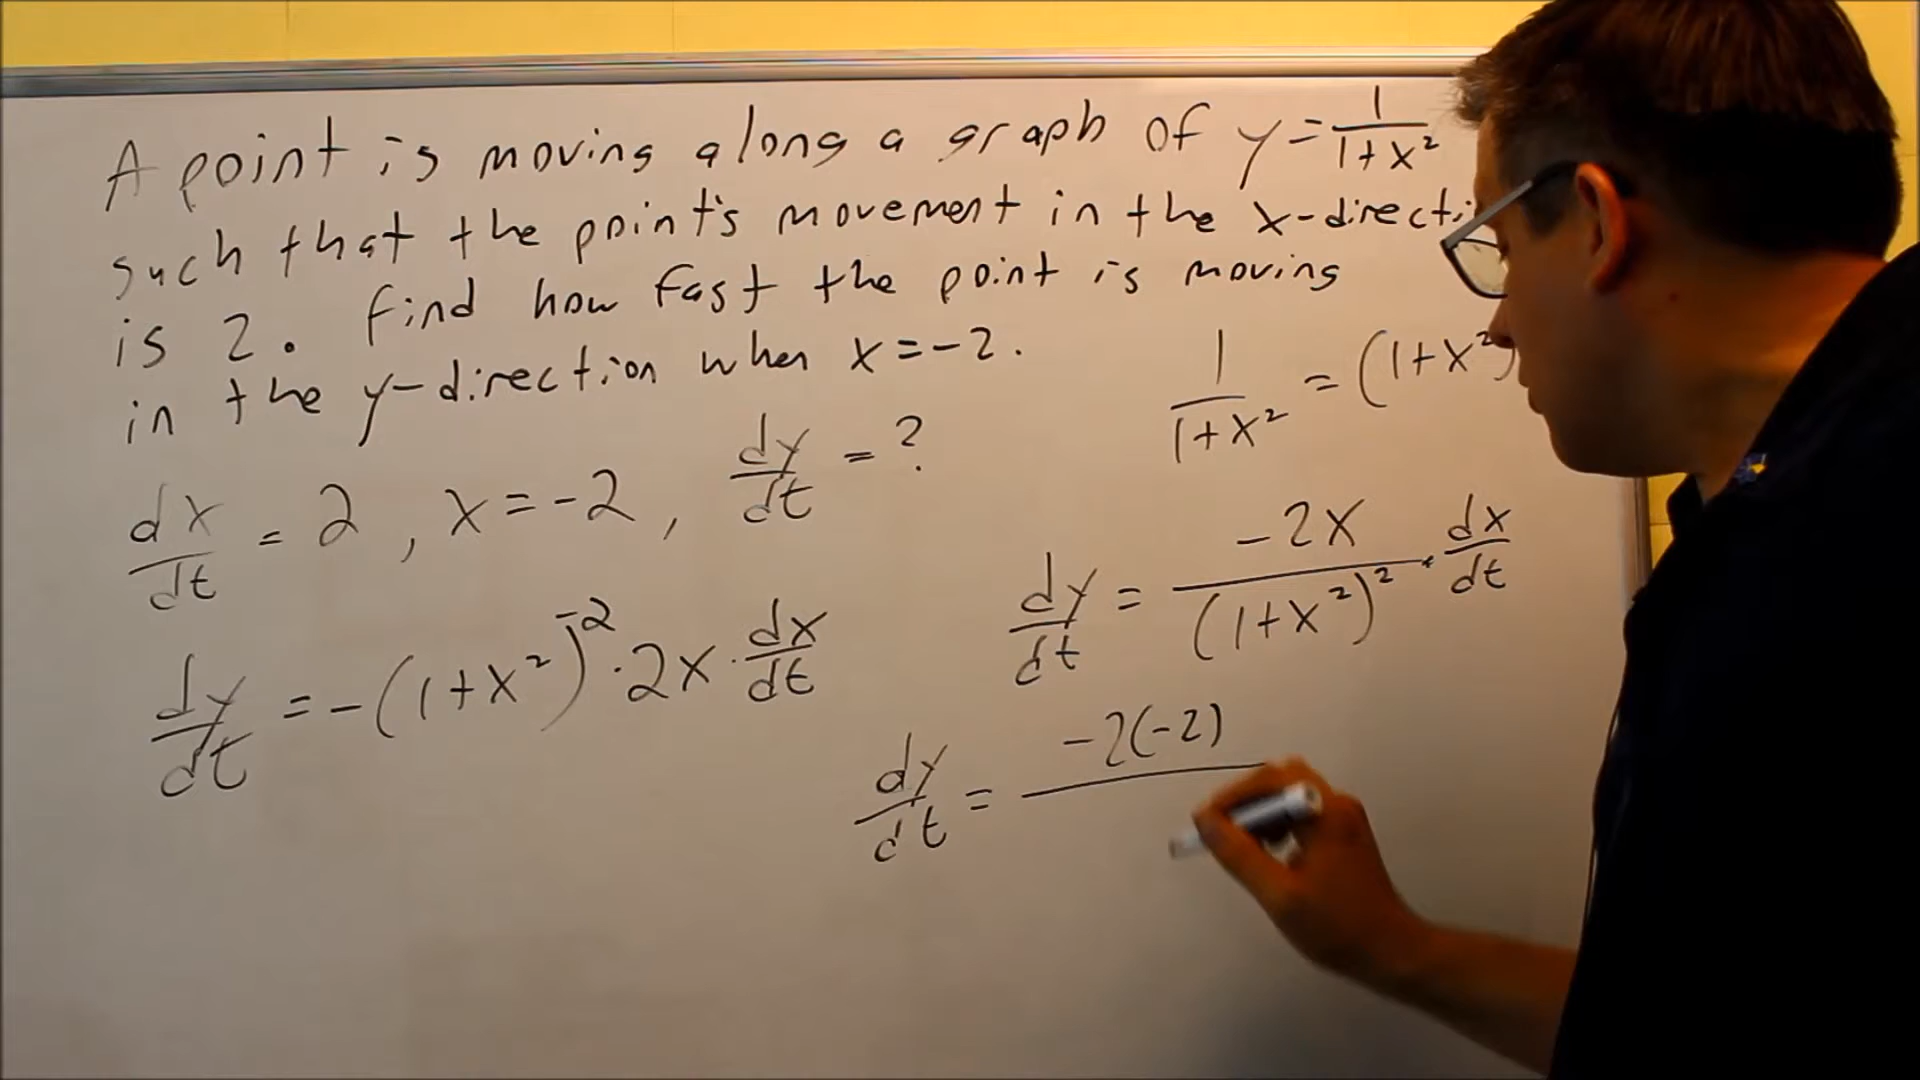 A point is moving along a graph of y = 1/(1+x²)
such that the point's movement in the x-directi
is 2. Find how fast the point is moving
in the y-direction when x = -2.
1/(1+x²) = (1+x²)
dx/dt = 2, x = -2, dy/dt = ?
dy/dt = -2x/(1+x²)² · dx/dt
dy/dt = -(1+x²)⁻² · 2x · dx/dt
dy/dt = -2(-2)